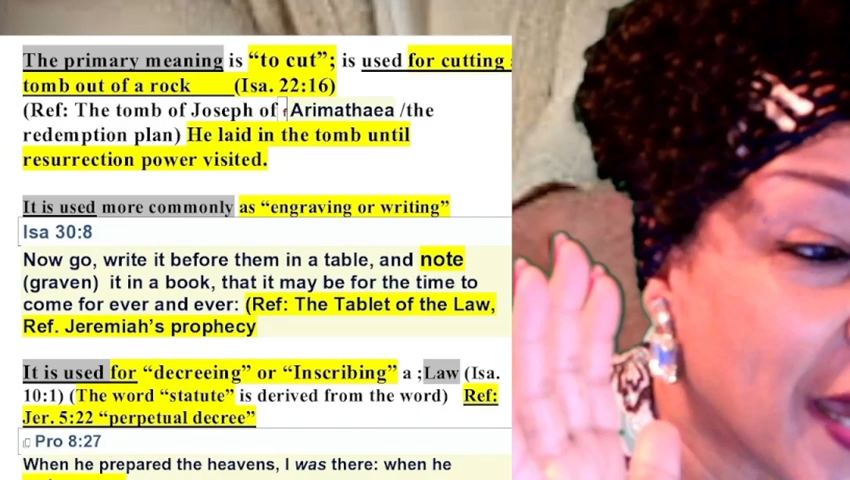 The primary meaning is “to cut”; is used for cutting
tomb out of a rock (Isa. 22:16)
(Ref: The tomb of Joseph of Arimathaea /the
redemption plan) He laid in the tomb until
resurrection power visited.
It is used more commonly as “engraving or writing”
Isa 30:8
Now go, write it before them in a table, and note
(graven) it in a book, that it may be for the time to
come for ever and ever: (Ref: The Tablet of the Law,
Ref. Jeremiah’s prophecy
It is used for “decreeing” or “Inscribing” a ;Law (Isa.
10:1) (The word “statute” is derived from the word) Ref:
Jer. 5:22 “perpetual decree”
Pro 8:27
When he prepared the heavens, I was there: when he